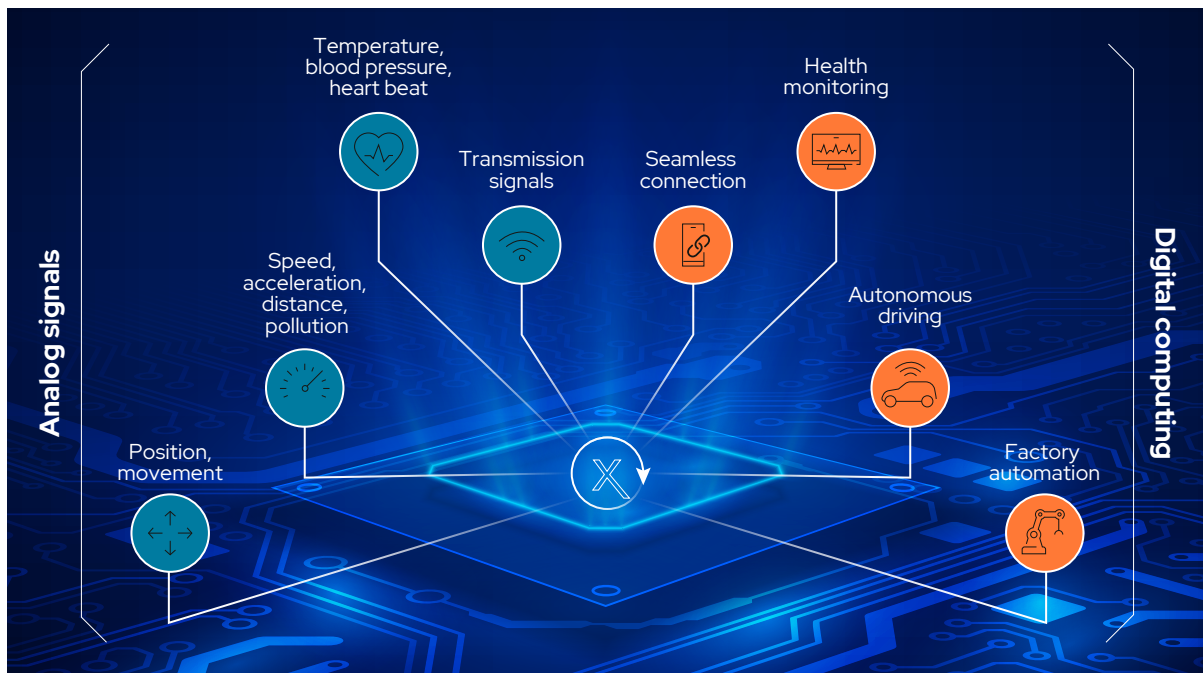 Analog signals
Temperature,
blood pressure,
heart beat
Transmission
signals
Speed,
acceleration,
distance,
pollution
Position,
movement
X
Seamless
connection
Health
monitoring
Autonomous
driving
Factory
automation
Digital computing